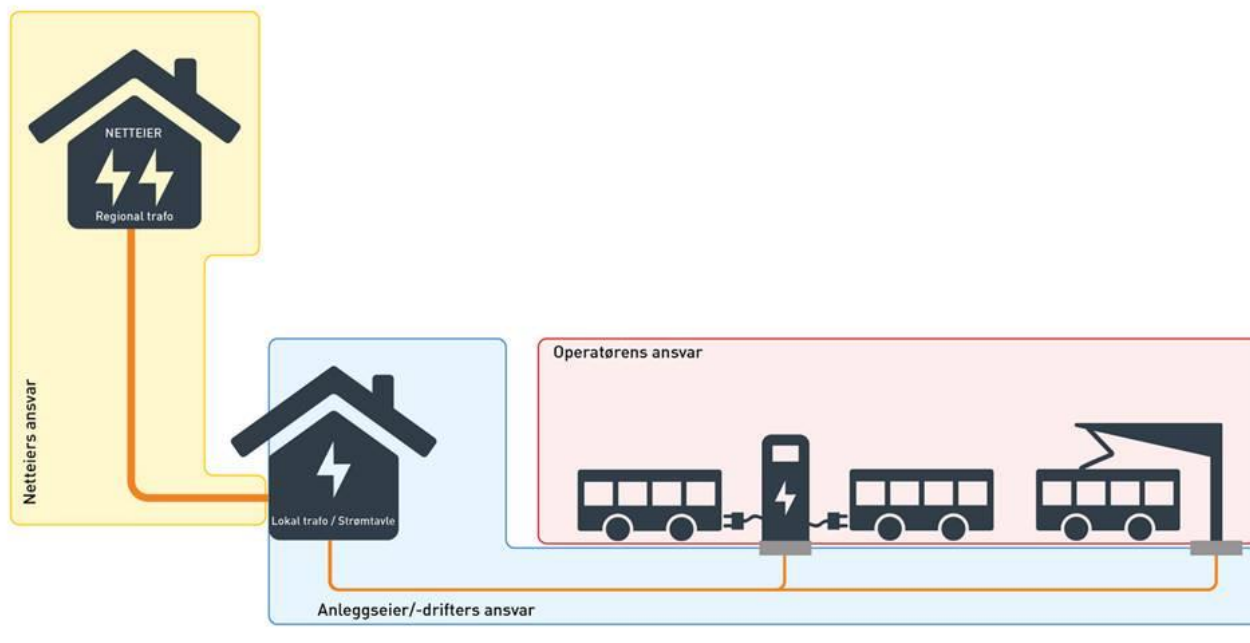 NETTEIER
Regional trafo
Netteiers ansvar
Operatørens ansvar
Lokal trafo / Strømtavle
Anleggseier/-drifters ansvar